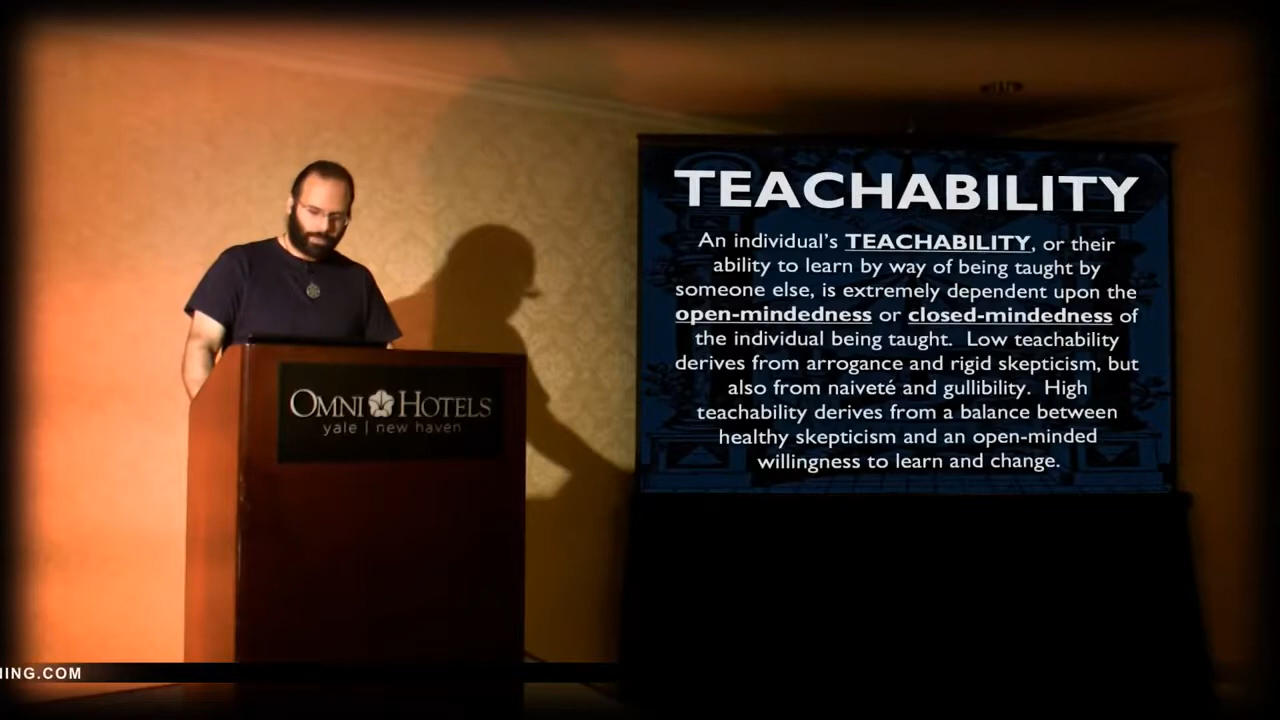 TEACHABILITY
An individual's TEACHABILITY, or their
ability to learn by way of being taught by
someone else, is extremely dependent upon the
open-mindedness or closed-mindedness of
the individual being taught.  Low teachability
derives from arrogance and rigid skepticism, but
also from naiveté and gullibility.  High
teachability derives from a balance between
healthy skepticism and an open-minded
willingness to learn and change.
OMNI HOTELS
yale | new haven
NING.COM